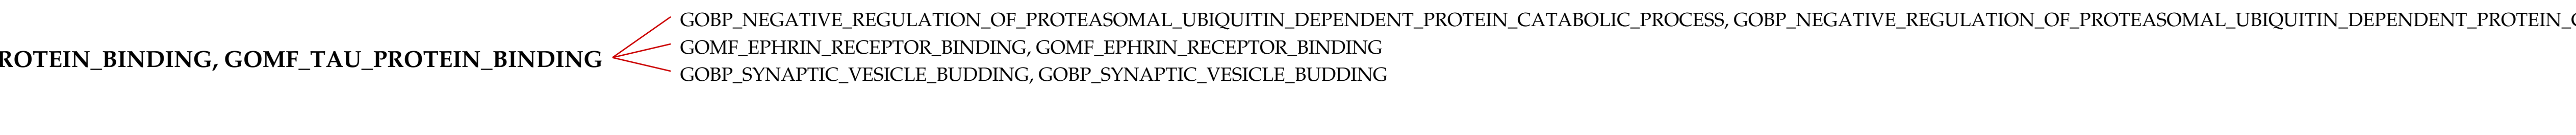 GOBP_NEGATIVE_REGULATION_OF_PROTEASOMAL_UBIQUITIN_DEPENDENT_PROTEIN_CATABOLIC_PROCESS, GOBP_NEGATIVE_REGULATION_OF_PROTEASOMAL_UBIQUITIN_DEPENDENT_PROTEIN_
GOMF_EPHRIN_RECEPTOR_BINDING, GOMF_EPHRIN_RECEPTOR_BINDING
ROTEIN_BINDING, GOMF_TAU_PROTEIN_BINDING
GOBP_SYNAPTIC_VESICLE_BUDDING, GOBP_SYNAPTIC_VESICLE_BUDDING